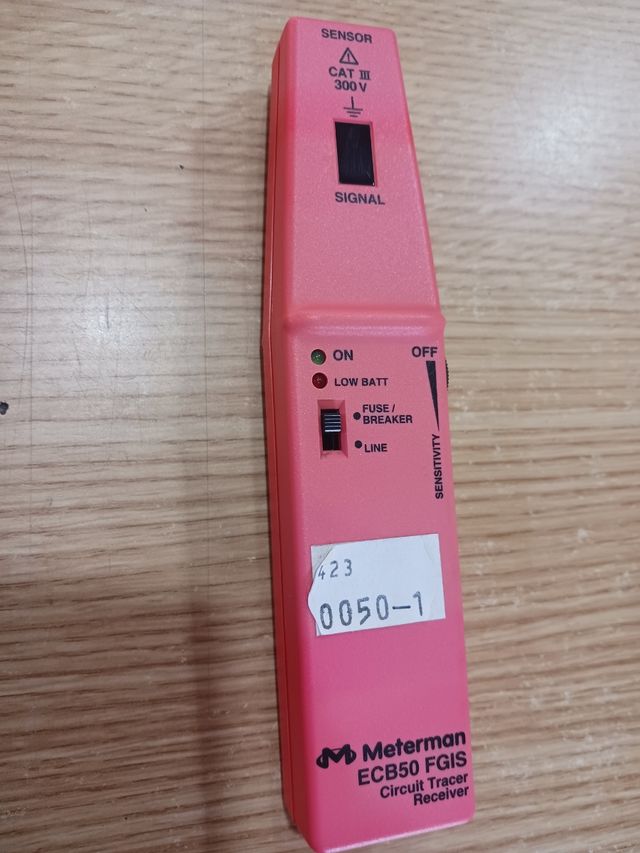 SENSOR
CAT III
300 V
SIGNAL
ON
OFF
LOW BATT
FUSE /
BREAKER
LINE
SENSITIVITY
423
0050-1
Meterman
ECB50 FGIS
Circuit Tracer
Receiver